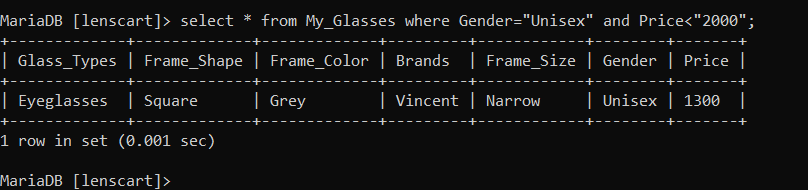 MariaDB [lenscart]> select * from My_Glasses where Gender="Unisex" and Price<"2000";
+-------------+-------------+-------------+---------+------------+--------+-------+
| Glass_Types | Frame_Shape | Frame_Color | Brands  | Frame_Size | Gender | Price |
+-------------+-------------+-------------+---------+------------+--------+-------+
| Eyeglasses  | Square      | Grey        | Vincent | Narrow     | Unisex | 1300  |
+-------------+-------------+-------------+---------+------------+--------+-------+
1 row in set (0.001 sec)
MariaDB [lenscart]>